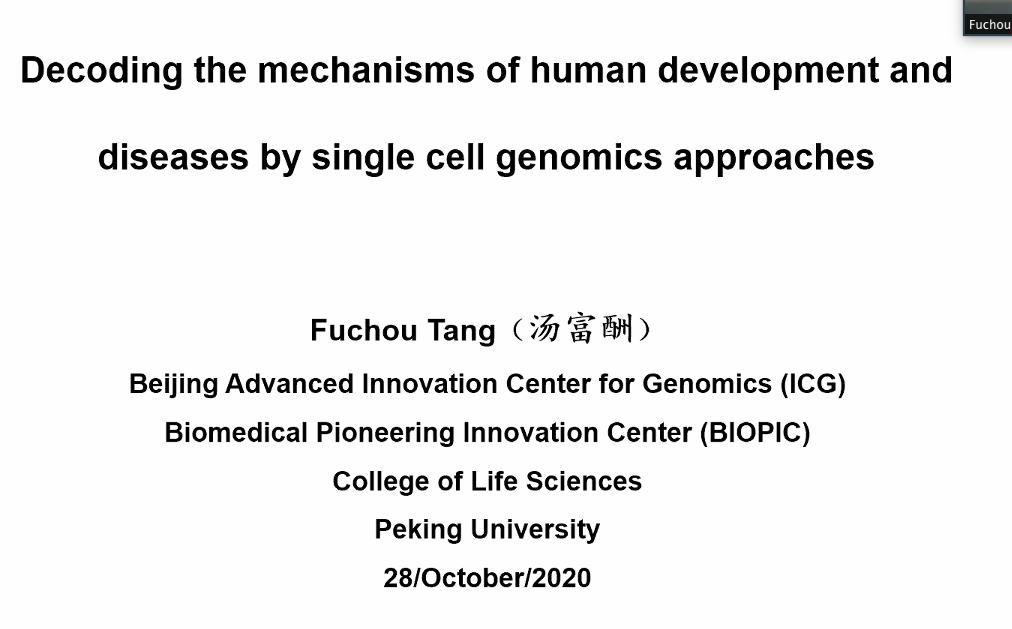 Fuchou
Decoding the mechanisms of human development and
diseases by single cell genomics approaches
Fuchou Tang（汤富酬）
Beijing Advanced Innovation Center for Genomics (ICG)
Biomedical Pioneering Innovation Center (BIOPIC)
College of Life Sciences
Peking University
28/October/2020